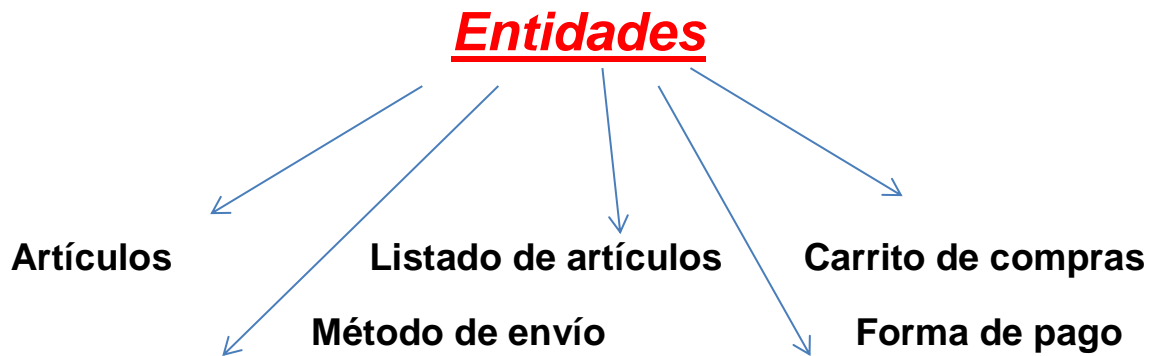 Entidades
Artículos Listado de artículos Carrito de compras
Método de envío Forma de pago